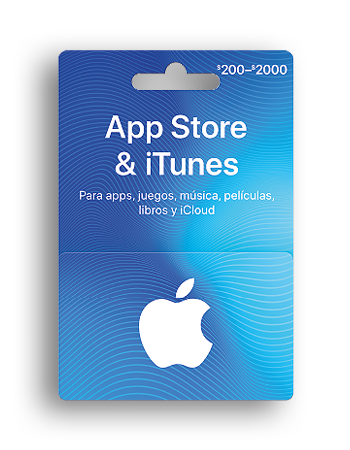 $200–$2000
App Store
& iTunes
Para apps, juegos, música, películas,
libros y iCloud